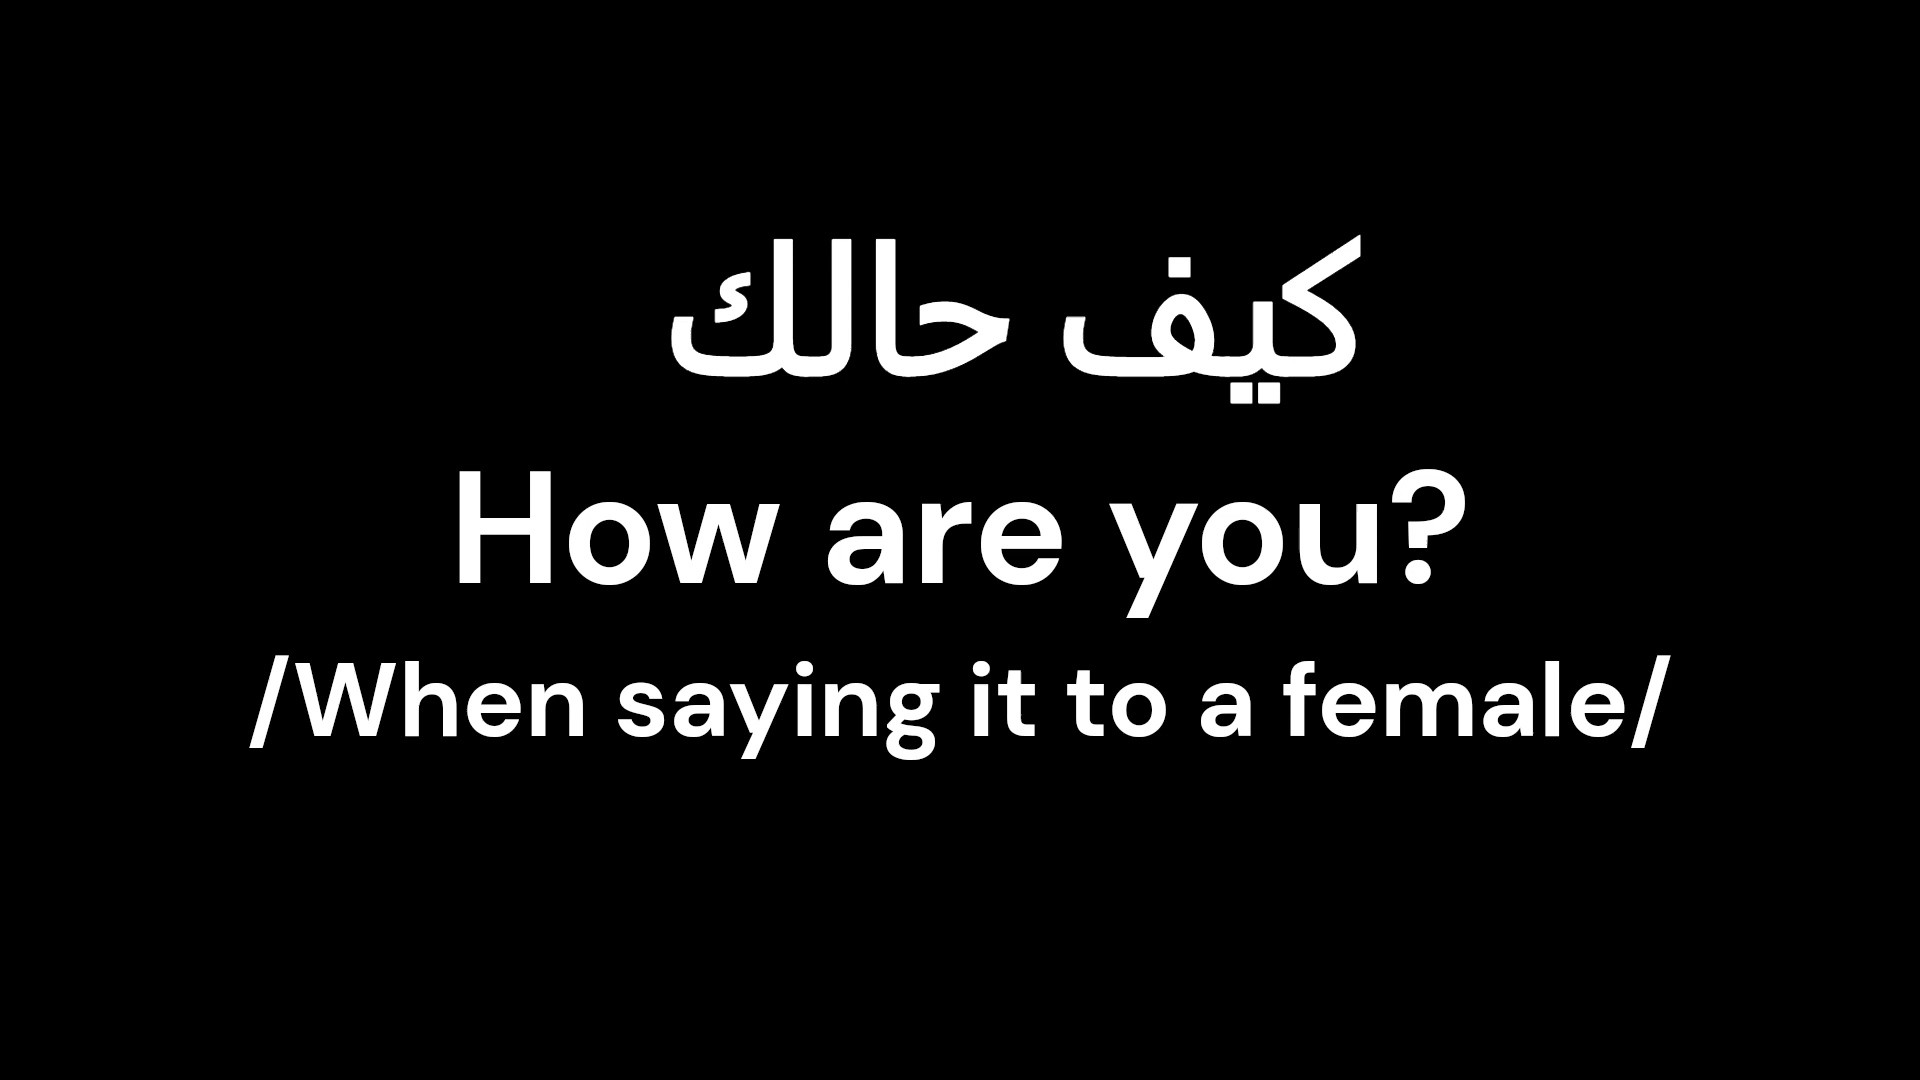 كيف حالك
How are you?
/When saying it to a female/